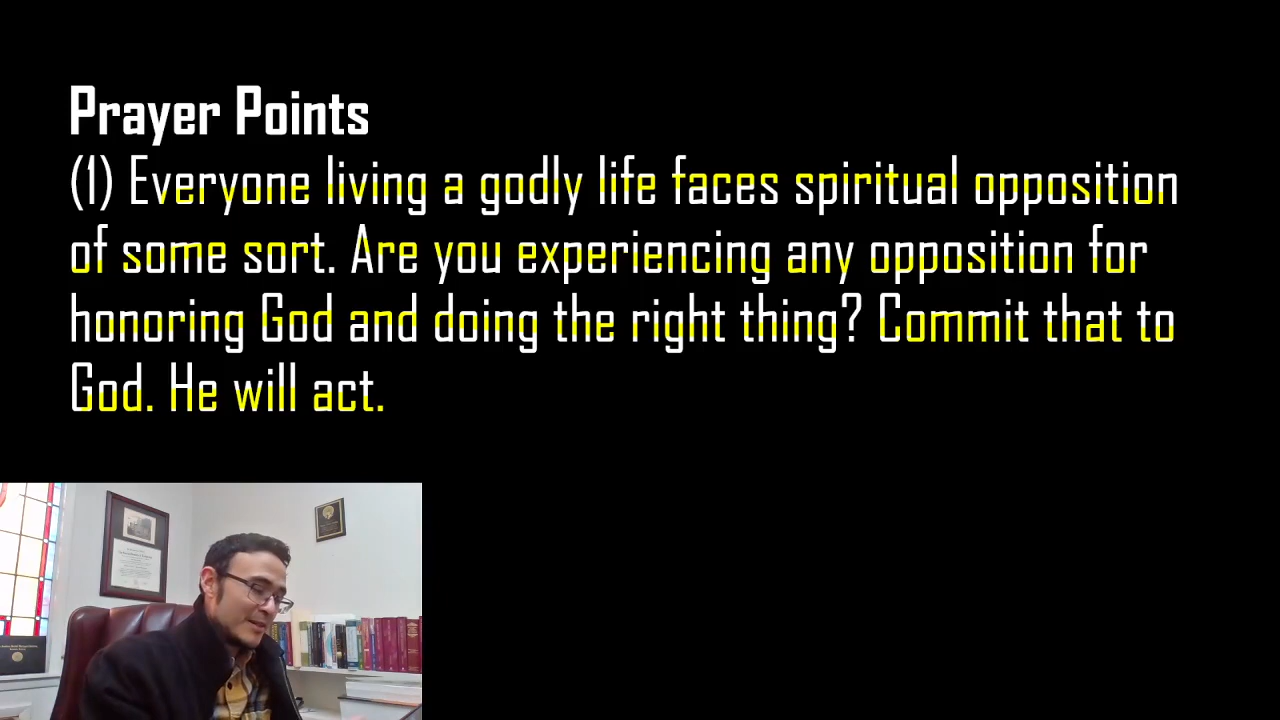 Prayer Points
(1) Everyone living a godly life faces spiritual opposition
of some sort. Are you experiencing any opposition for
honoring God and doing the right thing? Commit that to
God. He will act.